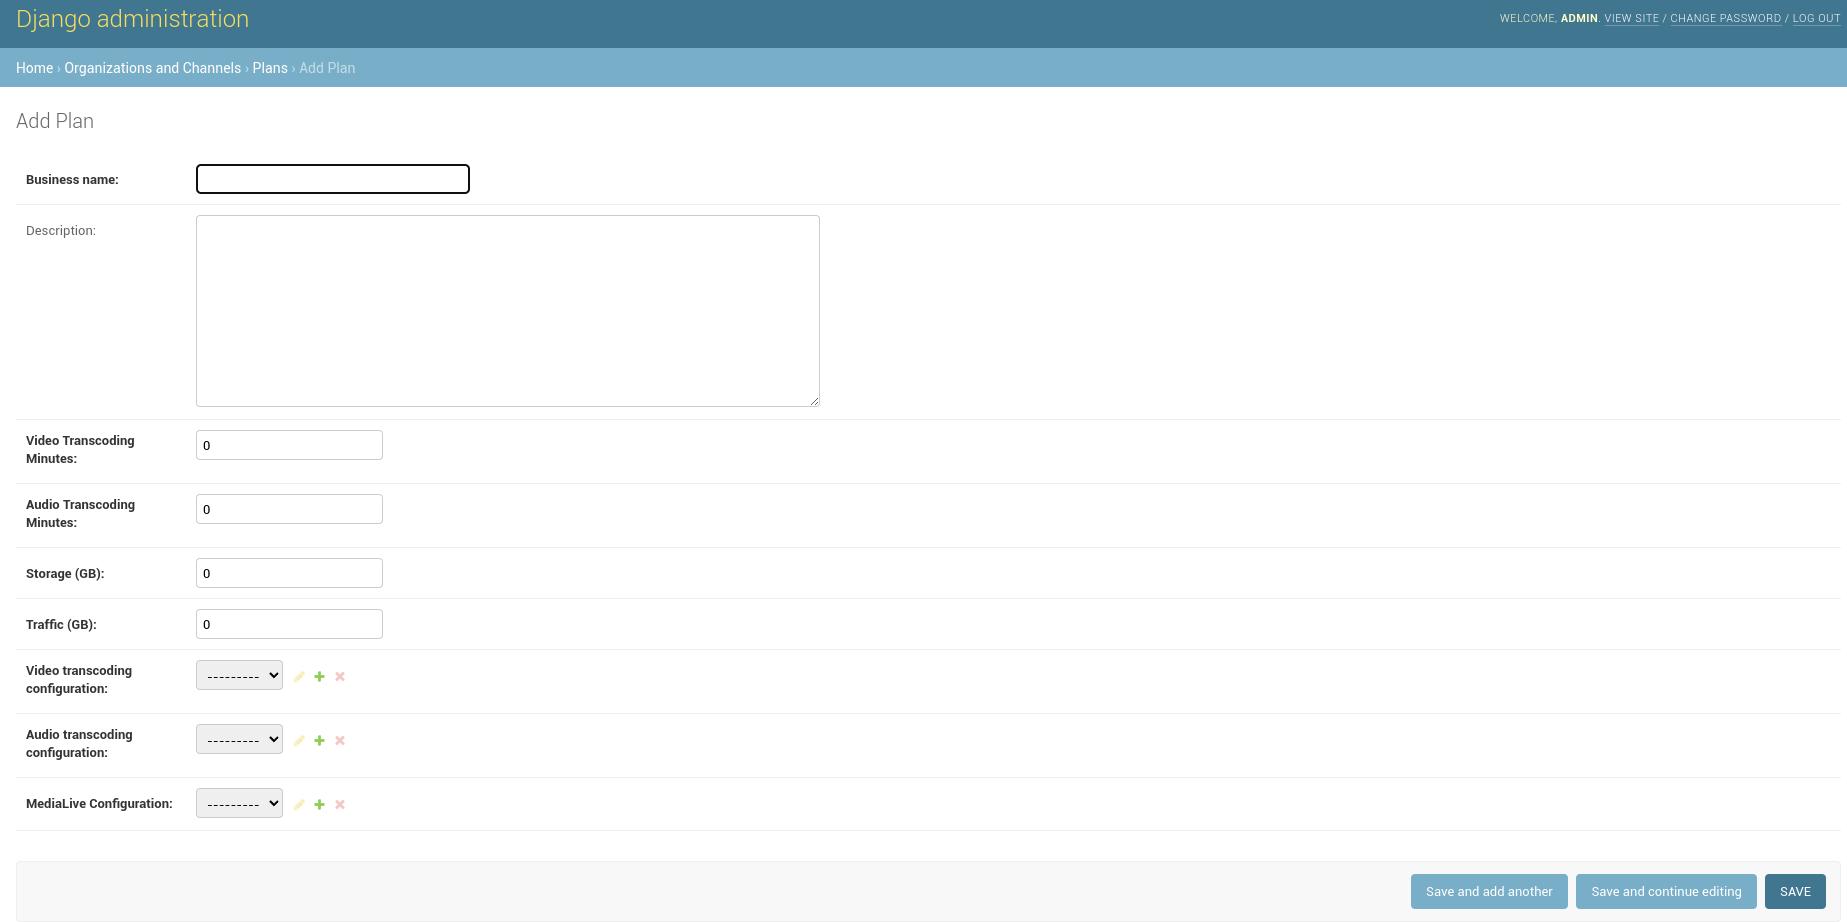 Django administration
WELCOME, ADMIN. VIEW SITE / CHANGE PASSWORD / LOG OUT
Home › Organizations and Channels › Plans › Add Plan
Add Plan
Business name:
Description:
Video Transcoding
Minutes:
0
Audio Transcoding
Minutes:
0
Storage (GB):
0
Traffic (GB):
0
Video transcoding
configuration:
---------
Audio transcoding
configuration:
---------
MediaLive Configuration:
---------
Save and add another
Save and continue editing
SAVE